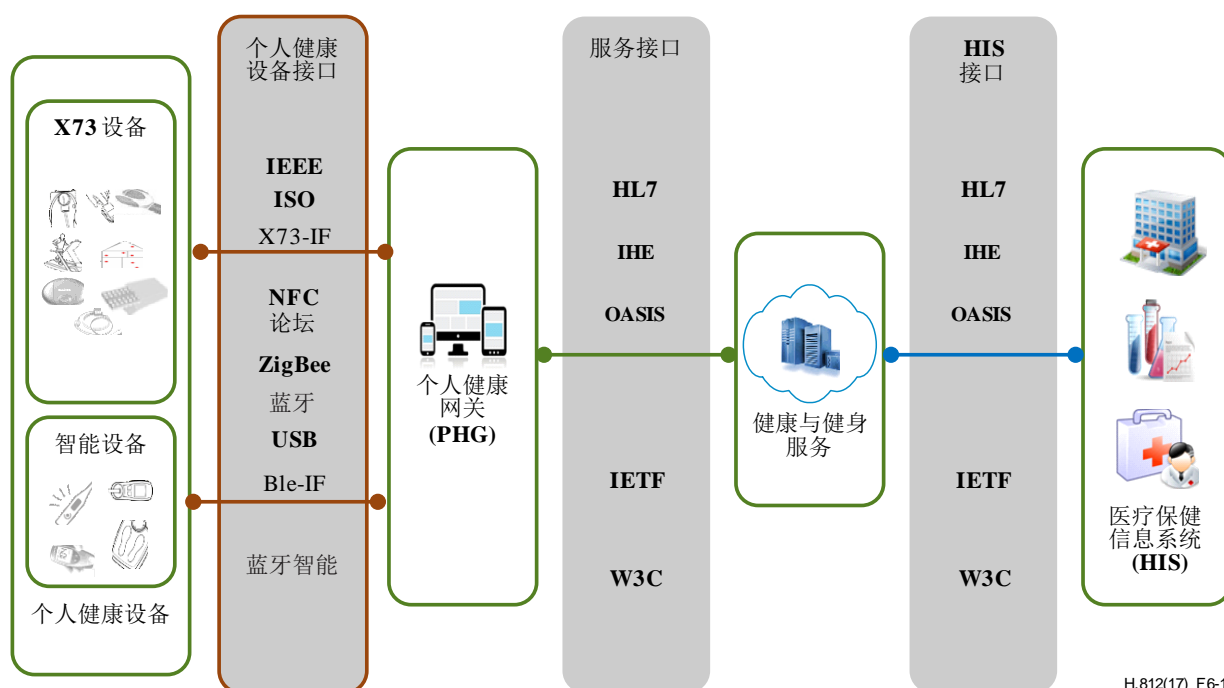 个人健康
设备接口
服务接口
HIS
接口
X73 设备
IEEE
ISO
X73-IF
NFC
论坛
ZigBee
蓝牙
USB
Ble-IF
蓝牙智能
智能设备
个人健康设备
个人健康
网关
(PHG)
HL7
IHE
OASIS
IETF
W3C
健康与健身
服务
HL7
IHE
OASIS
IETF
W3C
医疗保健
信息系统
(HIS)
H.812(17)_F6-1